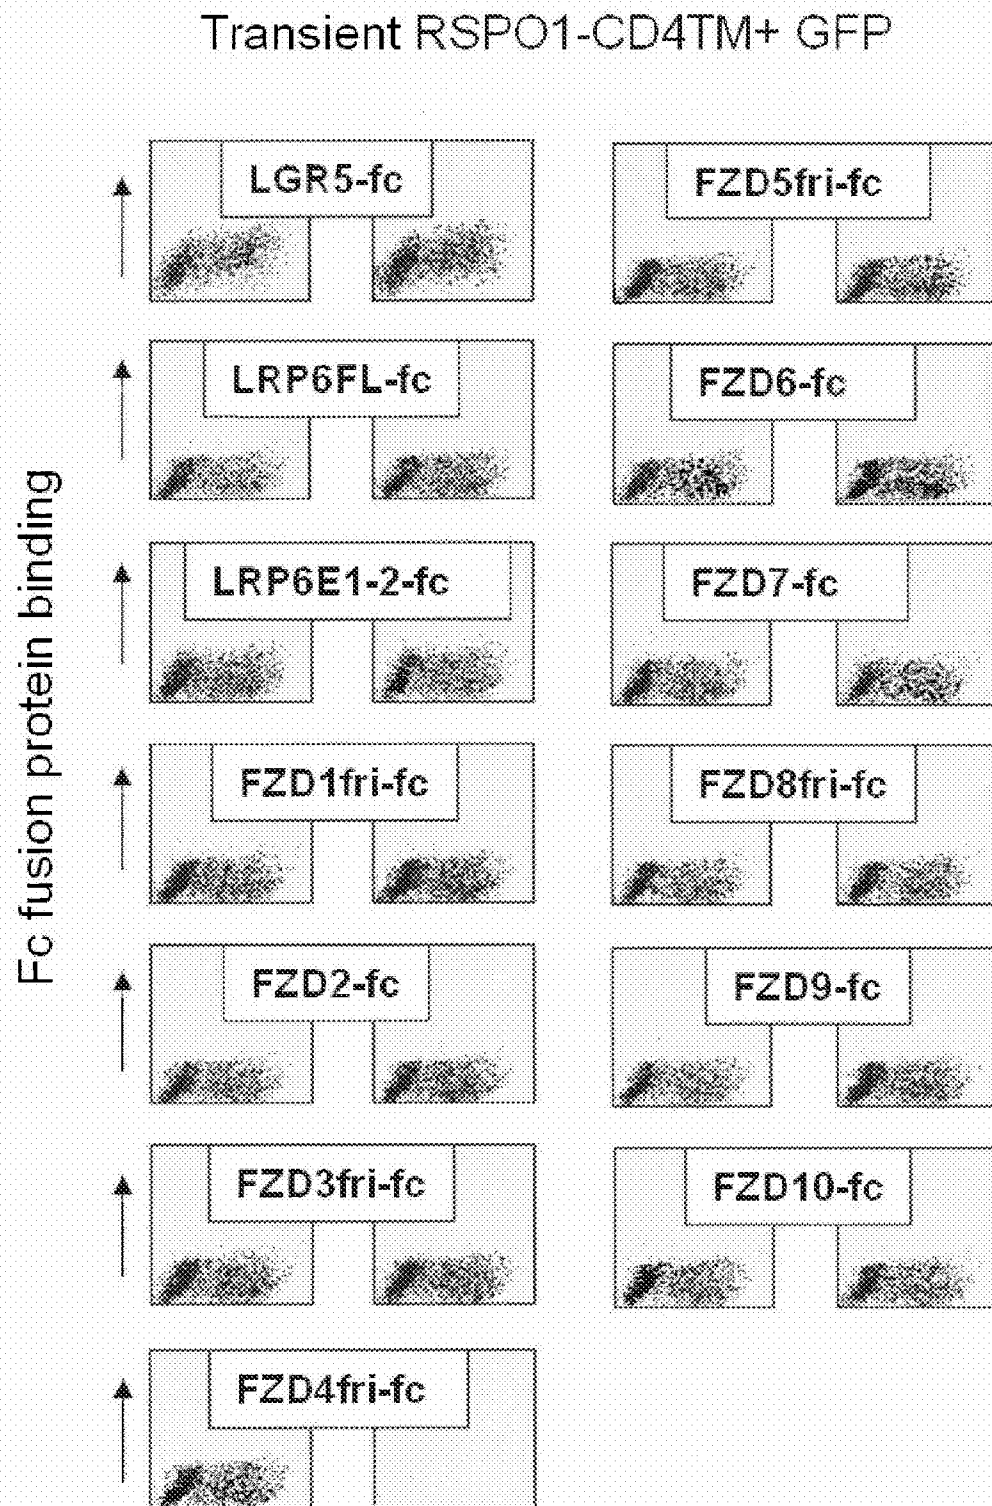 Transient RSPO1-CD4TM+ GFP
Fc fusion protein binding
LGR5-fc
LRP6FL-fc
LRP6E1-2-fc
FZD1fri-fc
FZD2-fc
FZD3fri-fc
FZD4fri-fc
FZD5fri-fc
FZD6-fc
FZD7-fc
FZD8fri-fc
FZD9-fc
FZD10-fc